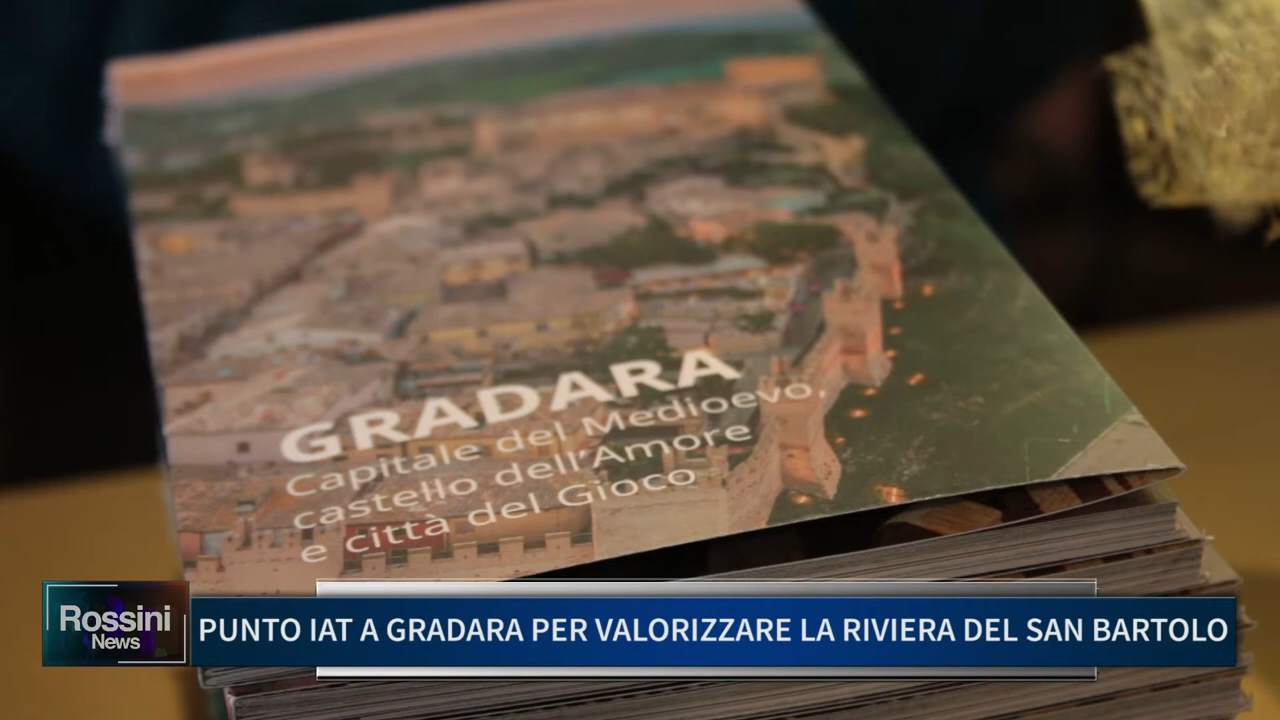 GRADARA
Capitale del Medioevo,
castello dell'Amore
e città del Gioco
Rossini
News
PUNTO IAT A GRADARA PER VALORIZZARE LA RIVIERA DEL SAN BARTOLO